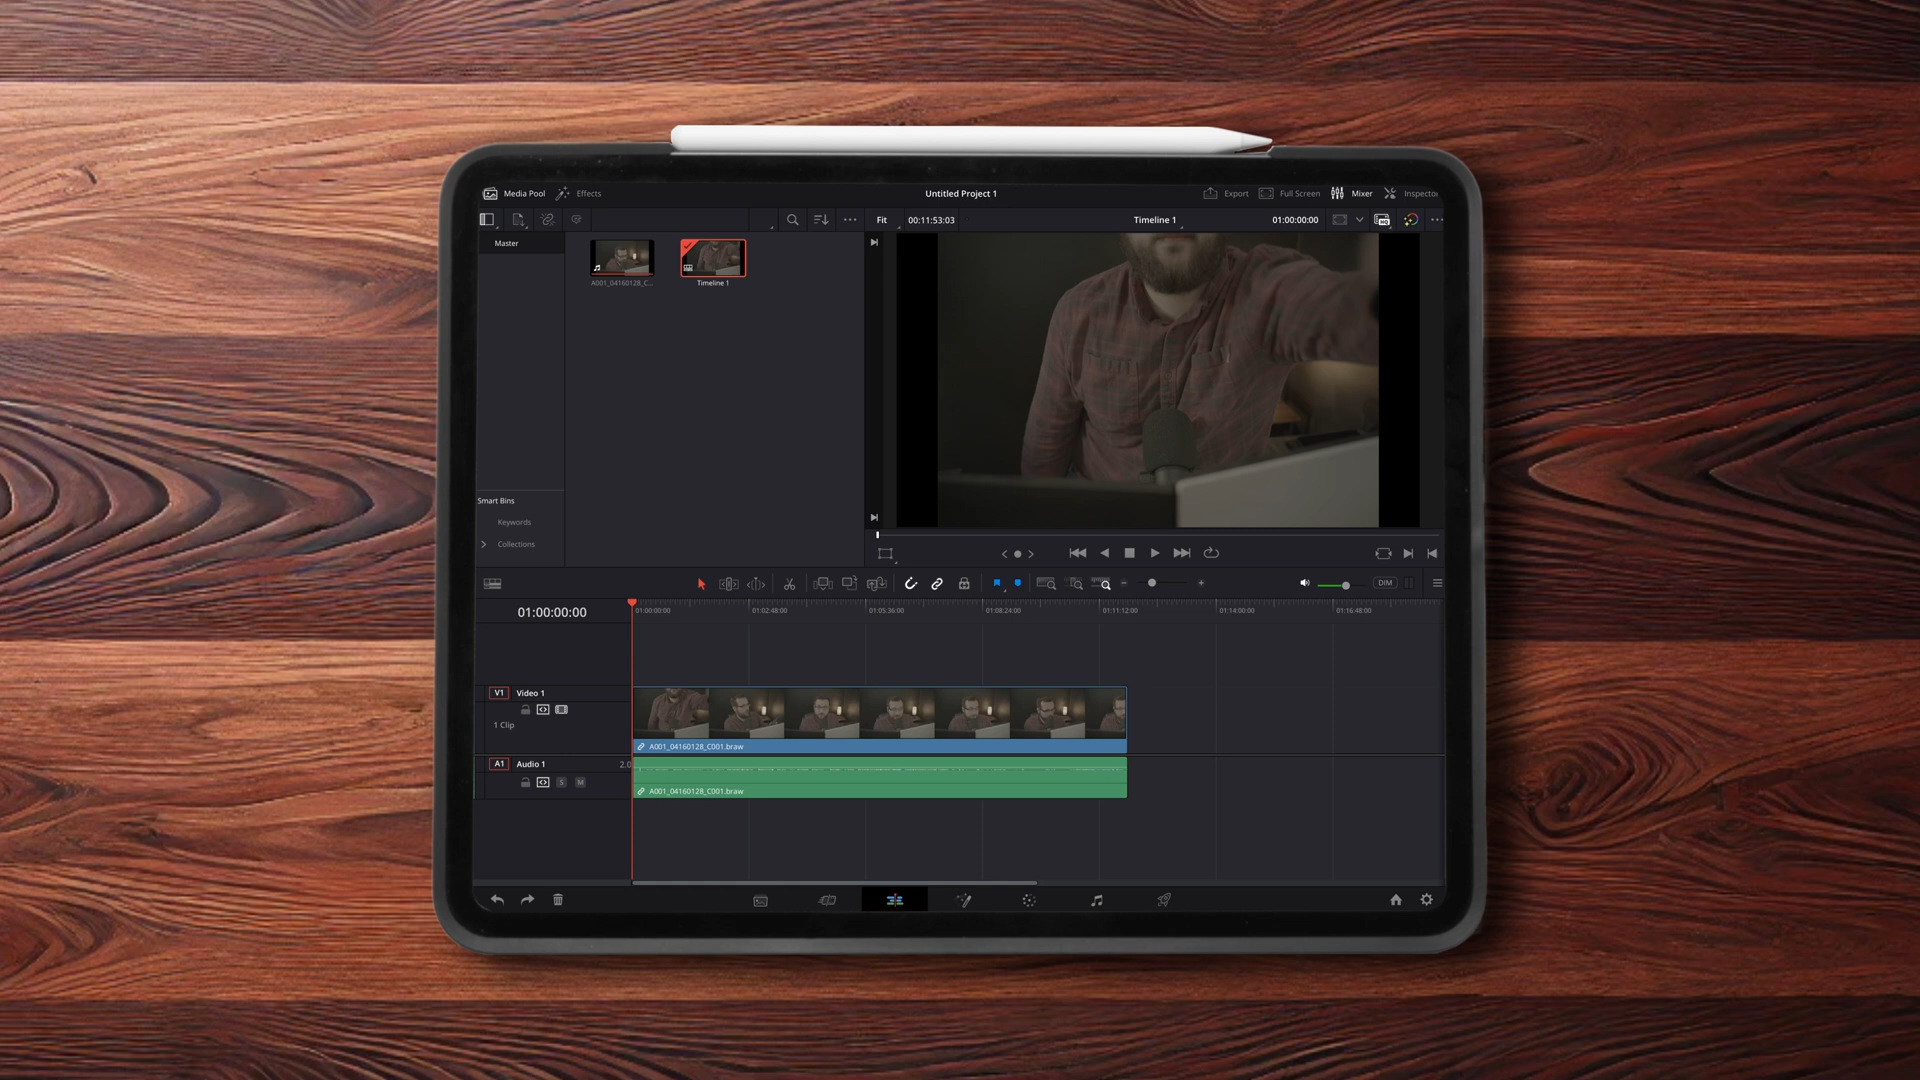 Media Pool
Effects
Untitled Project 1
Export
Full Screen
Mixer
Inspector
Fit
00:11:53:03
Timeline 1
01:00:00:00
Master
A001_04160128_C...
Timeline 1
Smart Bins
Keywords
Collections
DIM
01:00:00:00
01:00:00:00
01:02:48:00
01:05:36:00
01:08:24:00
01:11:12:00
01:14:00:00
01:16:48:00
V1
Video 1
1 Clip
A001_04160128_C001.braw
A1
Audio 1
2.0
S
M
A001_04160128_C001.braw